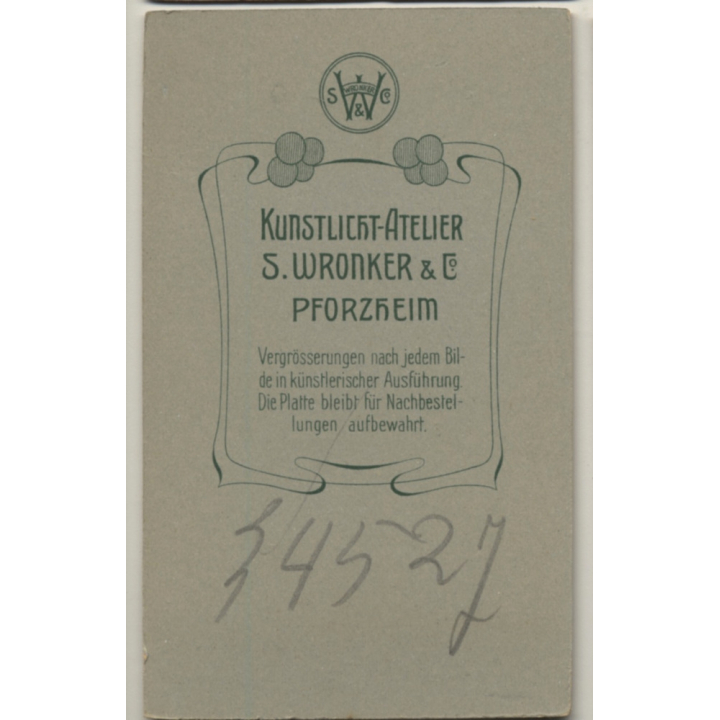 S WRONKER & Co
KUNSTLICHT-ATELIER
S. WRONKER & Co.
PFORZHEIM
Vergrösserungen nach jedem Bil-
de in künstlerischer Ausführung.
Die Platte bleibt für Nachbestel-
lungen aufbewahrt.
34527